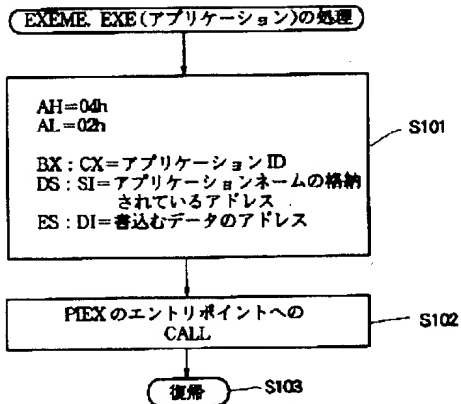 EXEME. EXE(アプリケーション)の処理
AH=04h
AL=02h
S101
BX:CX=アプリケーションID
DS:SI=アプリケーションネームの格納
されているアドレス
ES:DI=書込むデータのアドレス
PIEXのエントリポイントへの
CALL
S102
復帰
S103